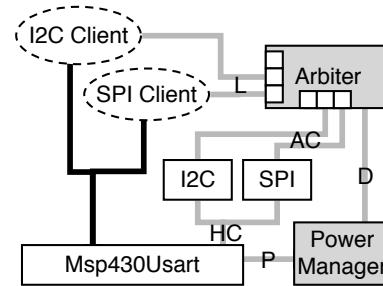 I2C Client
SPI Client
L
Arbiter
AC
I2C
SPI
D
HC
Msp430Usart
P
Power
Manager